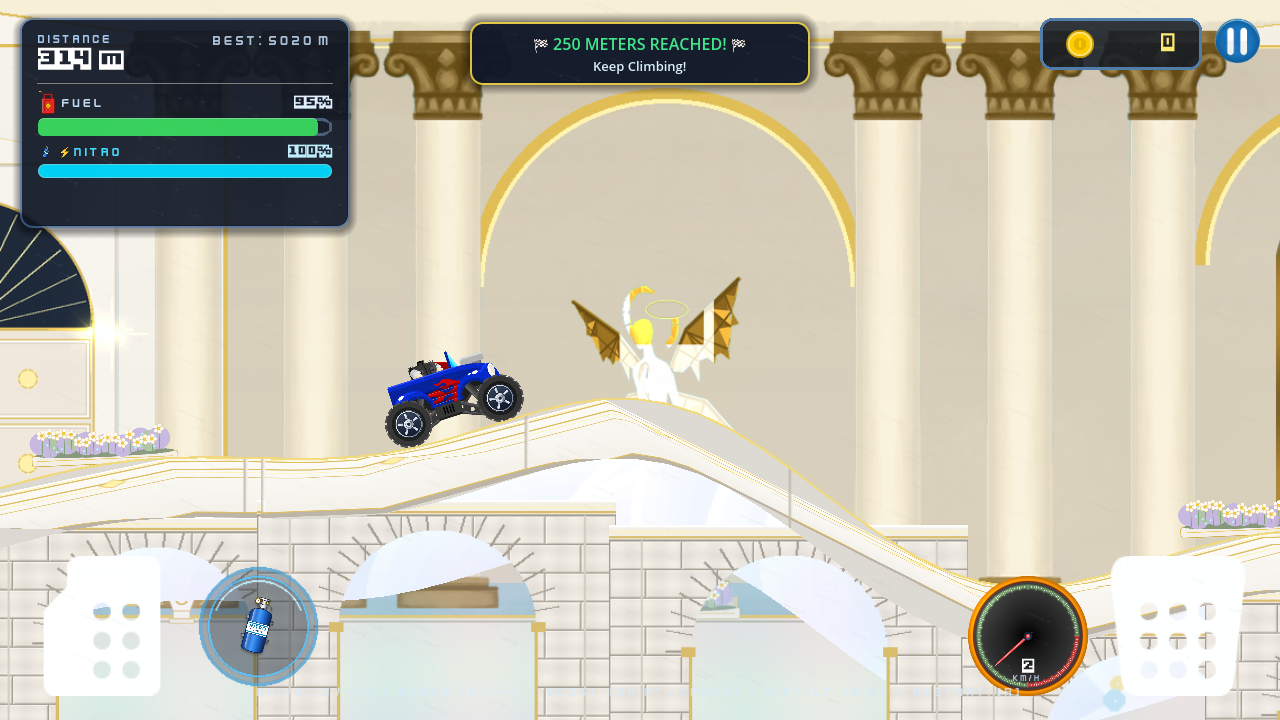 DISTANCE
BEST: 5020 M
314 m
FUEL
95%
NITRO
100%
250 METERS REACHED!
Keep Climbing!
0
2
KM/H